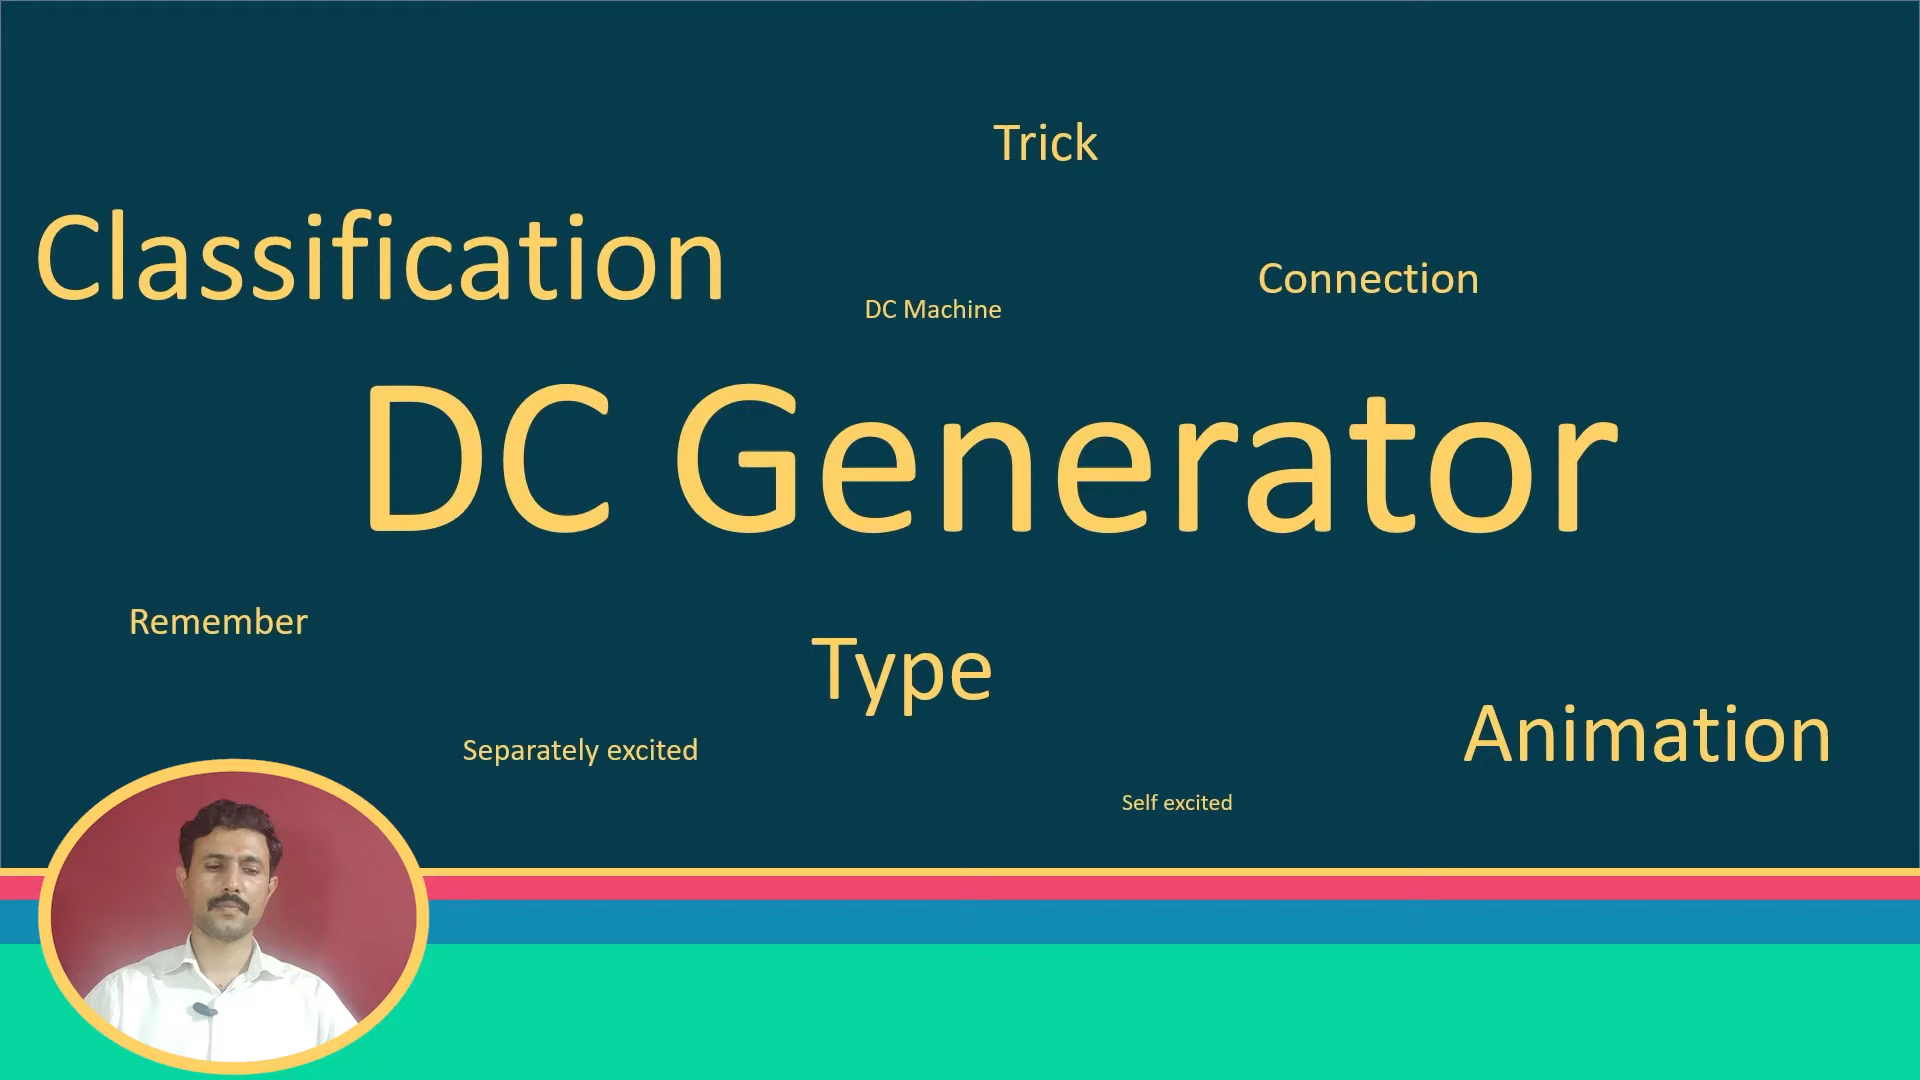 Trick
Classification
Connection
DC Machine
DC Generator
Remember
Type
Animation
Separately excited
Self excited